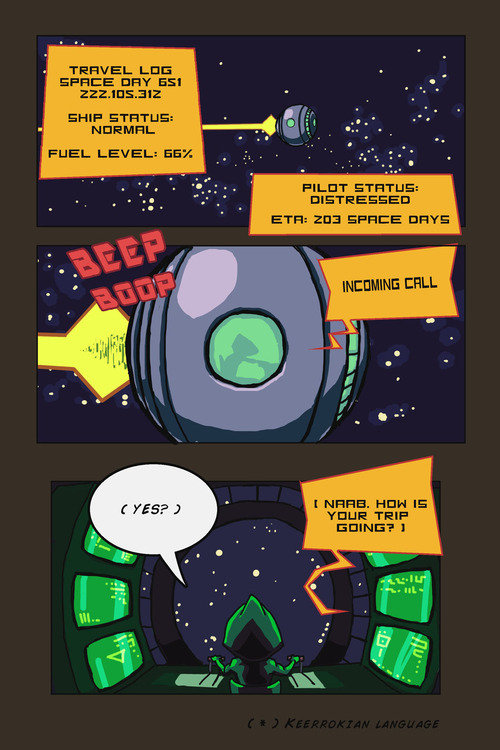 TRAVEL LOG
SPACE DAY 651
222.105.312
SHIP STATUS:
NORMAL
FUEL LEVEL: 66%
PILOT STATUS:
DISTRESSED
ETA: 203 SPACE DAYS
BEEP
BOOP
INCOMING CALL
( YES? )
[ NAAB. HOW IS
YOUR TRIP
GOING? ]
( * ) KEERROKIAN LANGUAGE